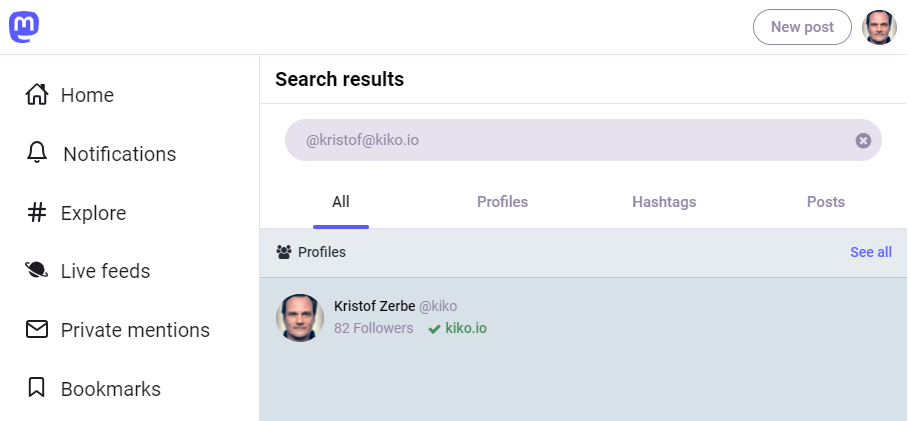 New post
Home
Notifications
Explore
Live feeds
Private mentions
Bookmarks
Search results
@kristof@kiko.io
All Profiles Hashtags Posts
Profiles See all
Kristof Zerbe @kiko
82 Followers kiko.io